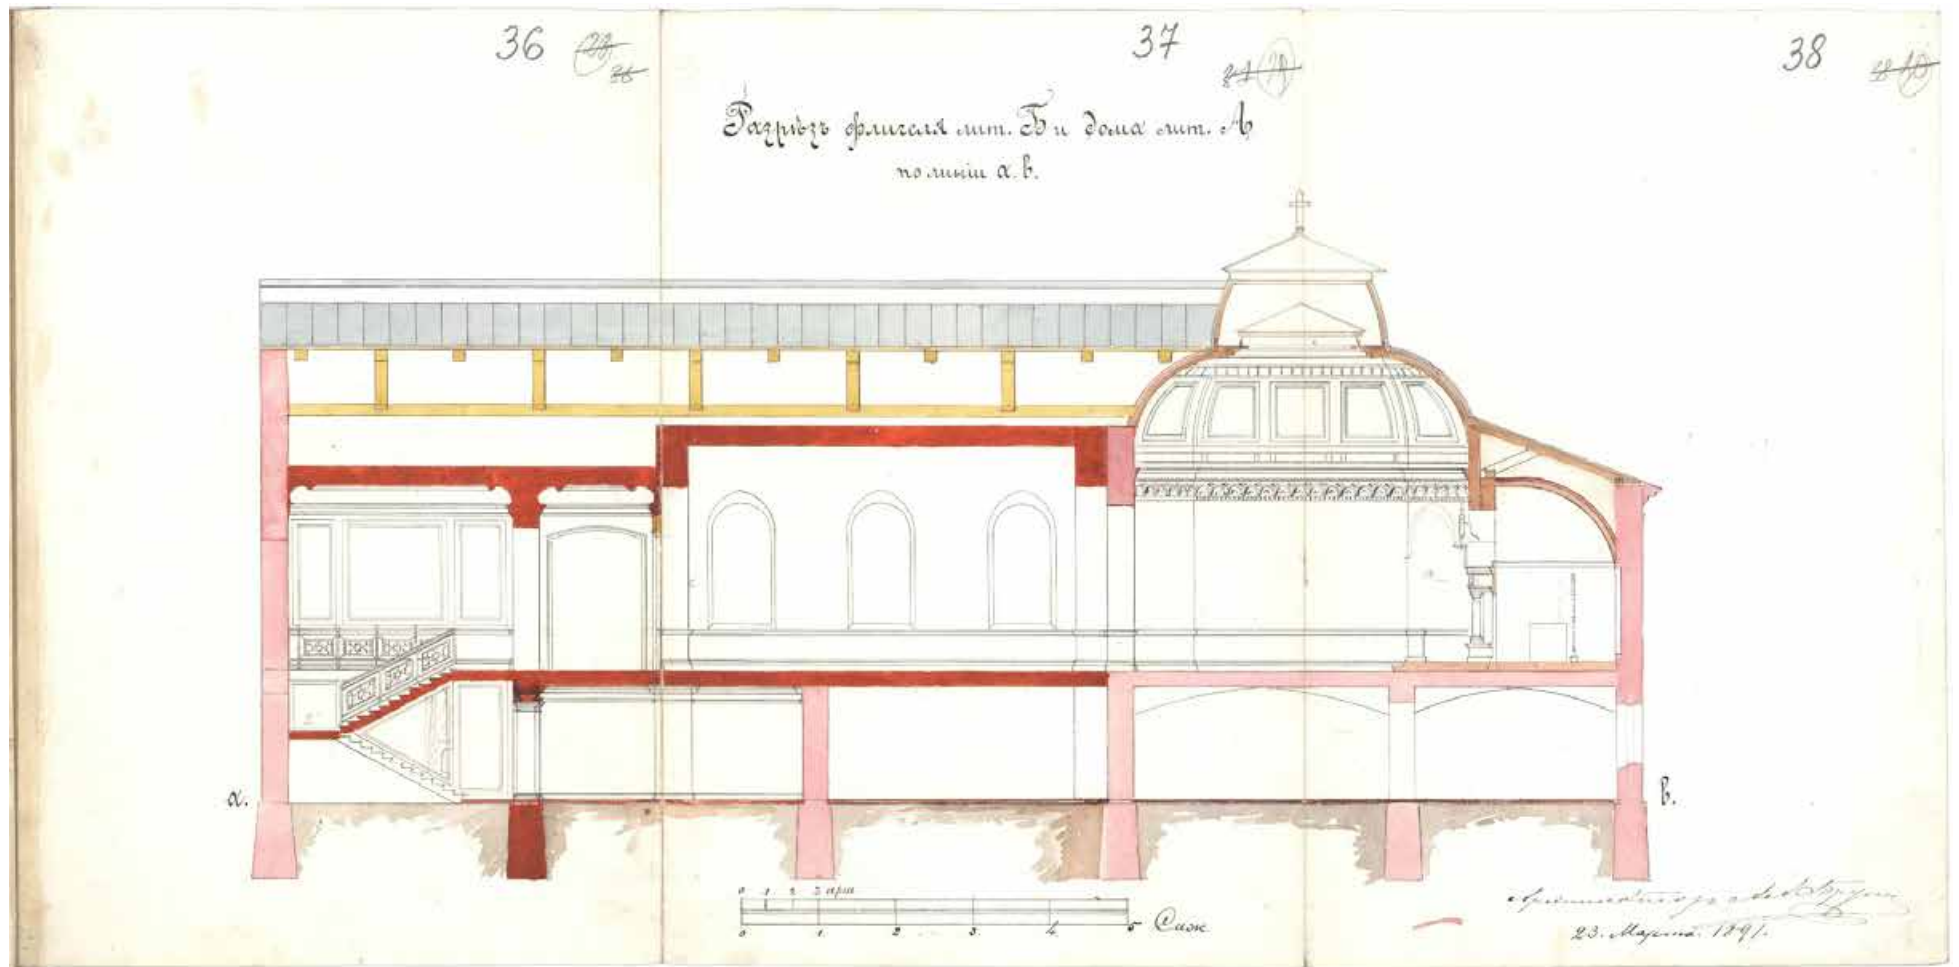 36
37
38
Разрѣзъ флигеля лит. Б и дома лит. А
по линіи а. в.
а.
в.
0 1 2 3 арш
0 1 2 3 4 5 Саж
Архитекторъ
23. Марта. 1891.